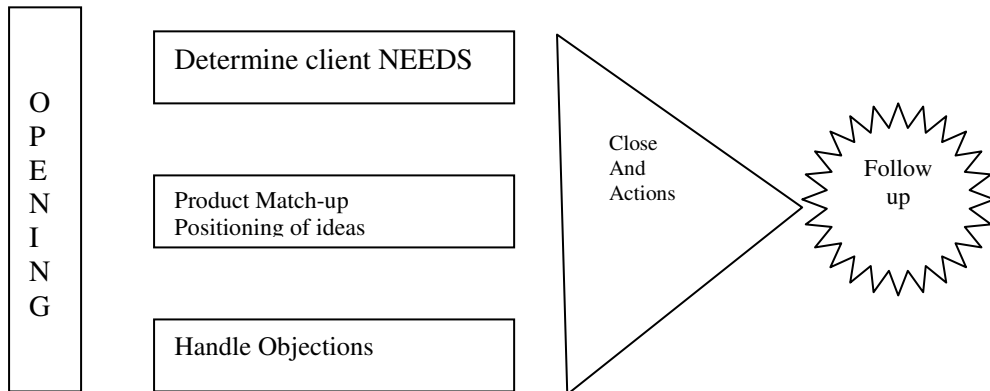 O
P
E
N
I
N
G
Determine client NEEDS
Product Match-up
Positioning of ideas
Handle Objections
Close
And
Actions
Follow
up